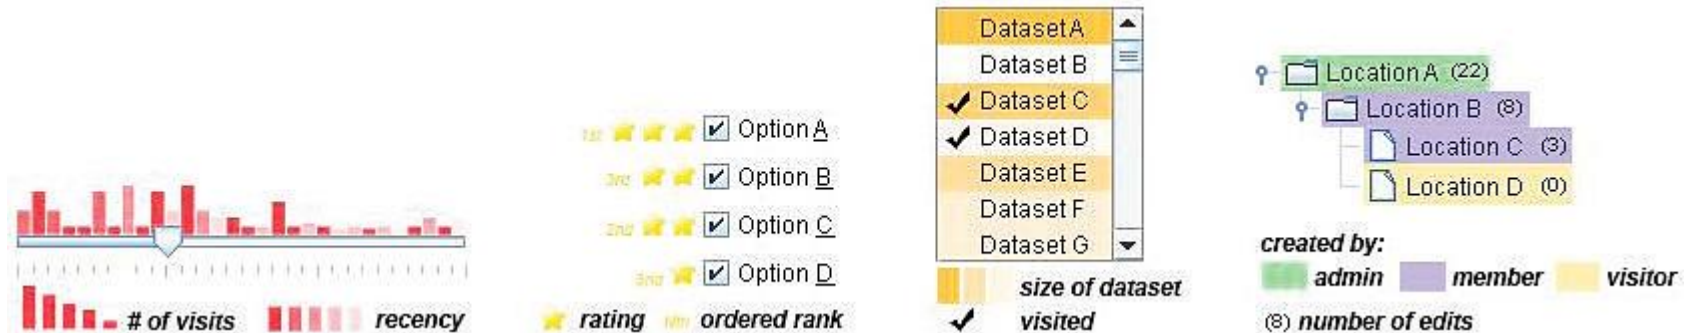 # of visits
recency
1st Option A
3rd Option B
2nd Option C
3nd Option D
rating
nth ordered rank
Dataset A
Dataset B
Dataset C
Dataset D
Dataset E
Dataset F
Dataset G
size of dataset
visited
Location A (22)
Location B (8)
Location C (3)
Location D (0)
created by:
admin member visitor
(8) number of edits